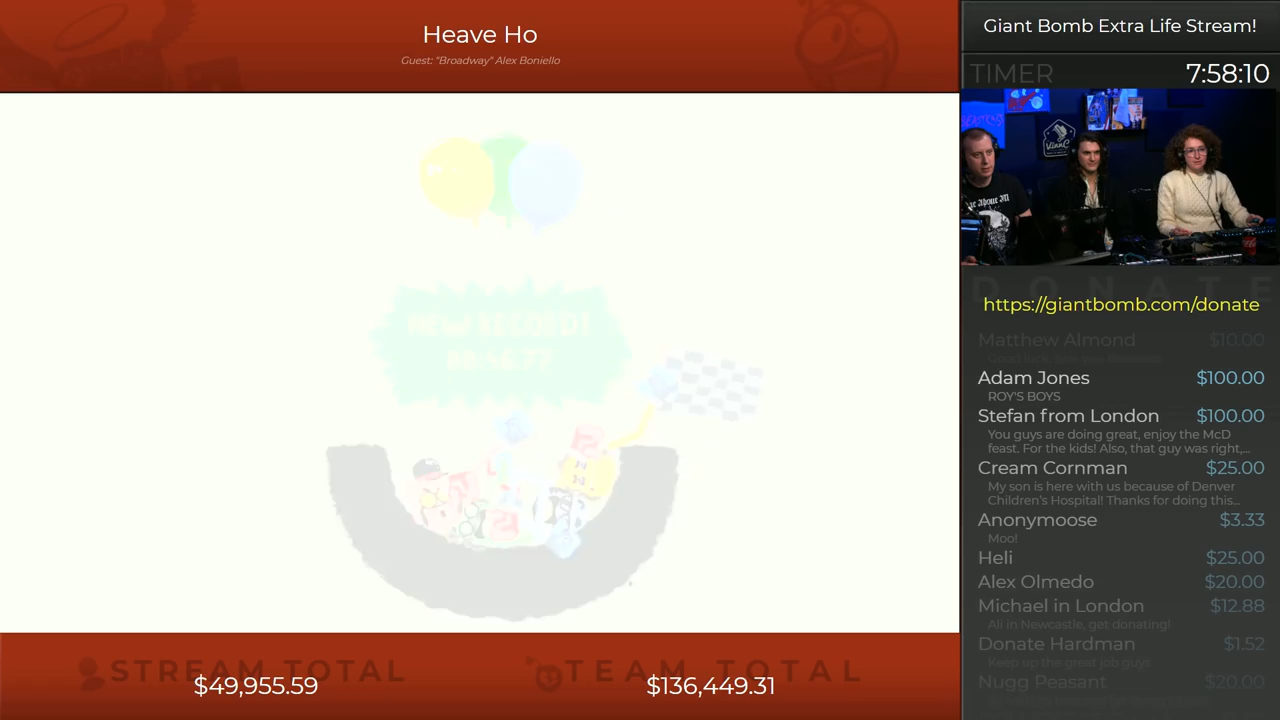 Heave Ho
Guest: "Broadway" Alex Boniello
Giant Bomb Extra Life Stream!
TIMER
7:58:10
NEW RECORD!
DONATE
https://giantbomb.com/donate
Matthew Almond $10.00
Adam Jones $100.00
ROY'S BOYS
Stefan from London $100.00
You guys are doing great, enjoy the McD
feast. For the kids! Also, that guy was right,...
Cream Cornman $25.00
My son is here with us because of Denver
Children's Hospital! Thanks for doing this...
Anonymoose $3.33
Moo!
Heli $25.00
Alex Olmedo $20.00
Michael in London $12.88
All in Newcastle, get donating!
Donate Hardman $1.52
Keep up the great job guys
Nugg Peasant $20.00
STREAM TOTAL
$49,955.59
TEAM TOTAL
$136,449.31